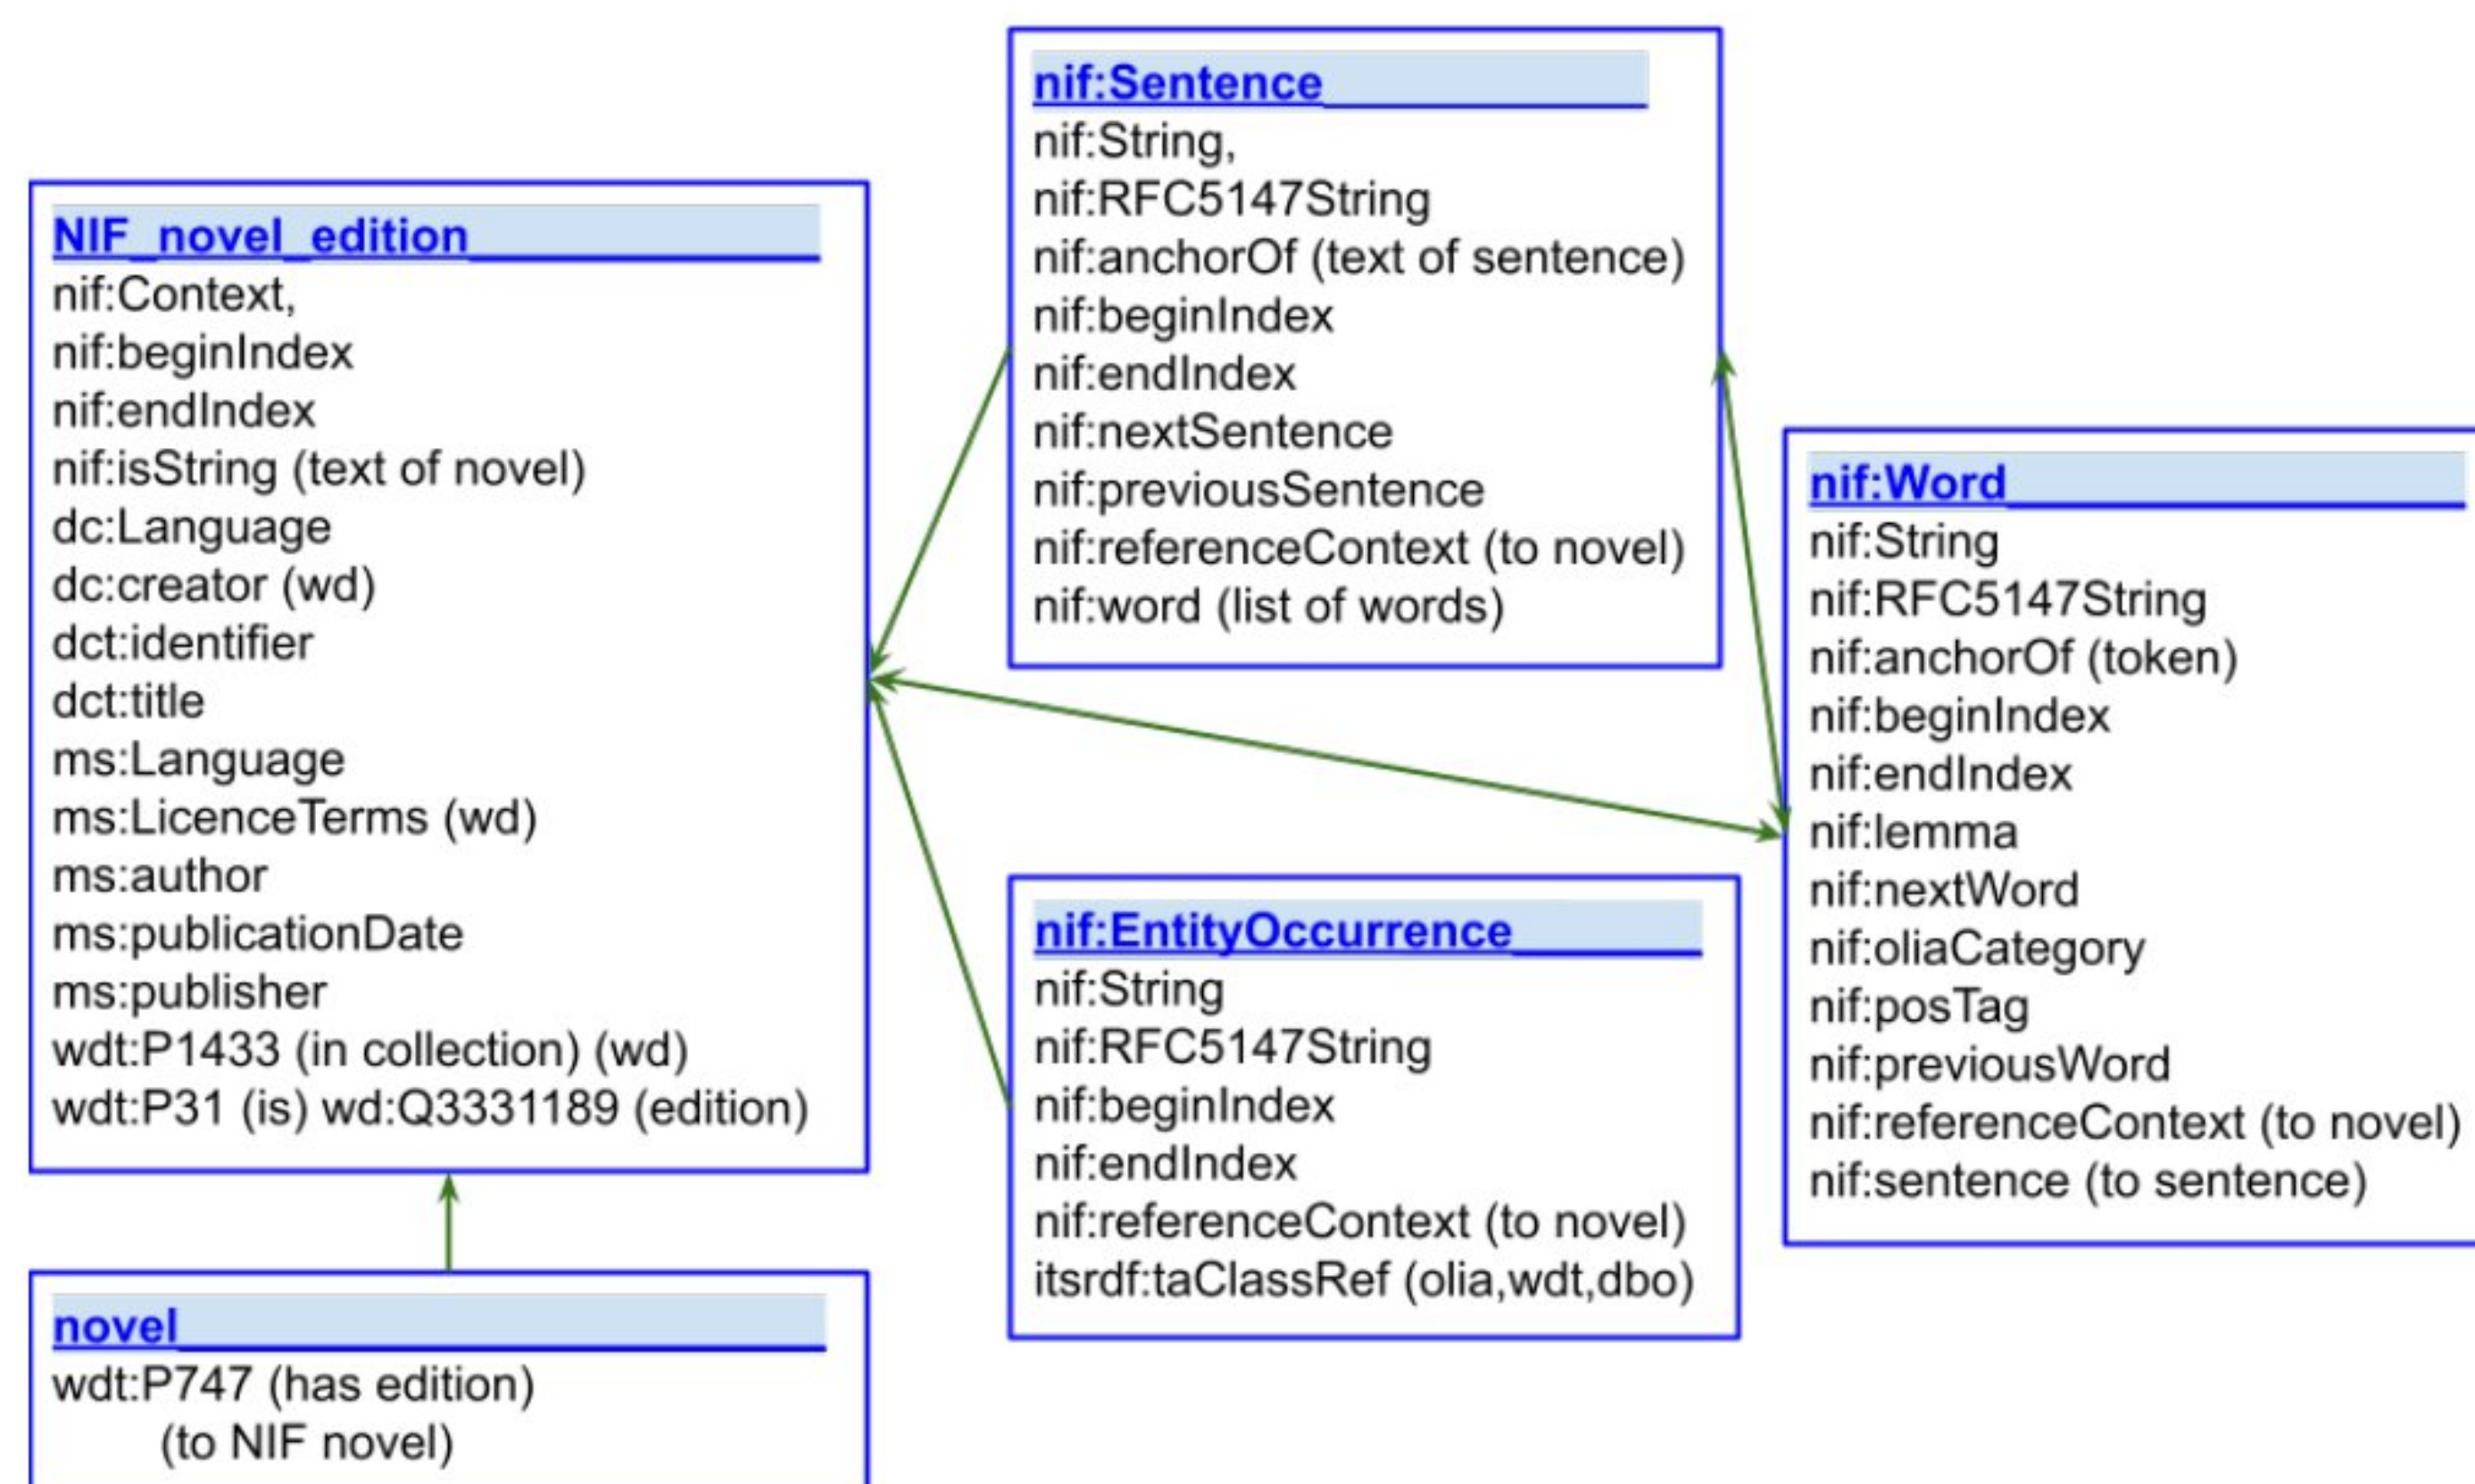 NIF_novel_edition
nif:Context,
nif:beginIndex
nif:endIndex
nif:isString (text of novel)
dc:Language
dc:creator (wd)
dct:identifier
dct:title
ms:Language
ms:LicenceTerms (wd)
ms:author
ms:publicationDate
ms:publisher
wdt:P1433 (in collection) (wd)
wdt:P31 (is) wd:Q3331189 (edition)
novel
wdt:P747 (has edition)
(to NIF novel)
nif:Sentence
nif:String,
nif:RFC5147String
nif:anchorOf (text of sentence)
nif:beginIndex
nif:endIndex
nif:nextSentence
nif:previousSentence
nif:referenceContext (to novel)
nif:word (list of words)
nif:EntityOccurrence
nif:String
nif:RFC5147String
nif:beginIndex
nif:endIndex
nif:referenceContext (to novel)
itsrdf:taClassRef (olia,wdt,dbo)
nif:Word
nif:String
nif:RFC5147String
nif:anchorOf (token)
nif:beginIndex
nif:endIndex
nif:lemma
nif:nextWord
nif:oliaCategory
nif:posTag
nif:previousWord
nif:referenceContext (to novel)
nif:sentence (to sentence)